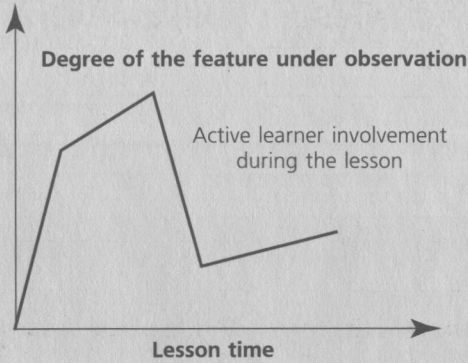 Degree of the feature under observation
Active learner involvement
during the lesson
Lesson time